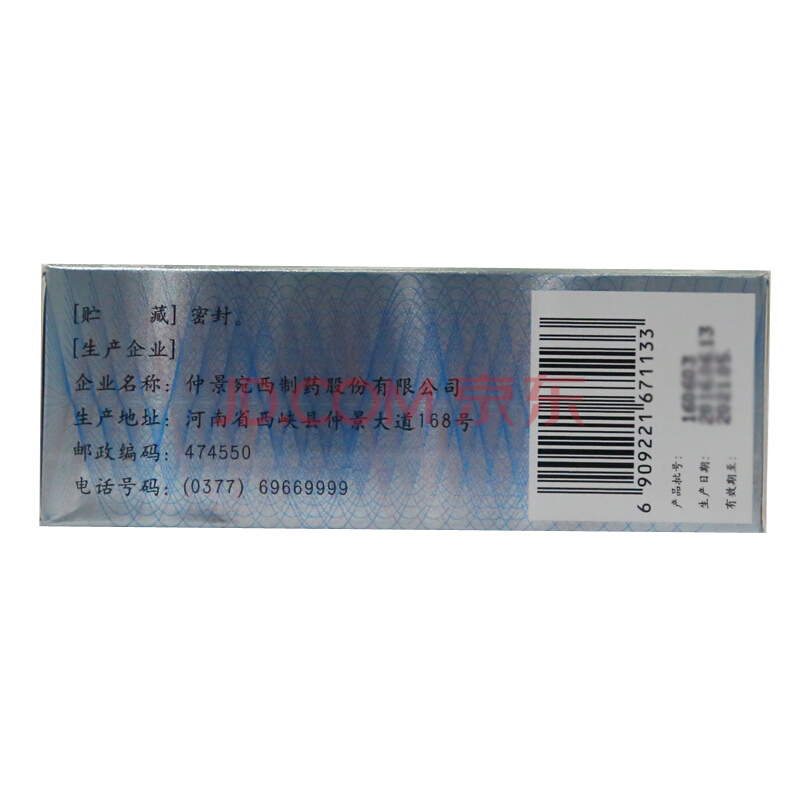 [贮 藏] 密封。
[生产企业]
企业名称：仲景宛西制药股份有限公司
生产地址：河南省西峡县仲景大道168号
邮政编码：474550
电话号码：(0377) 69669999
6 909221 671133
产品批号：
生产日期：
有效期至：
JD.COM 京东